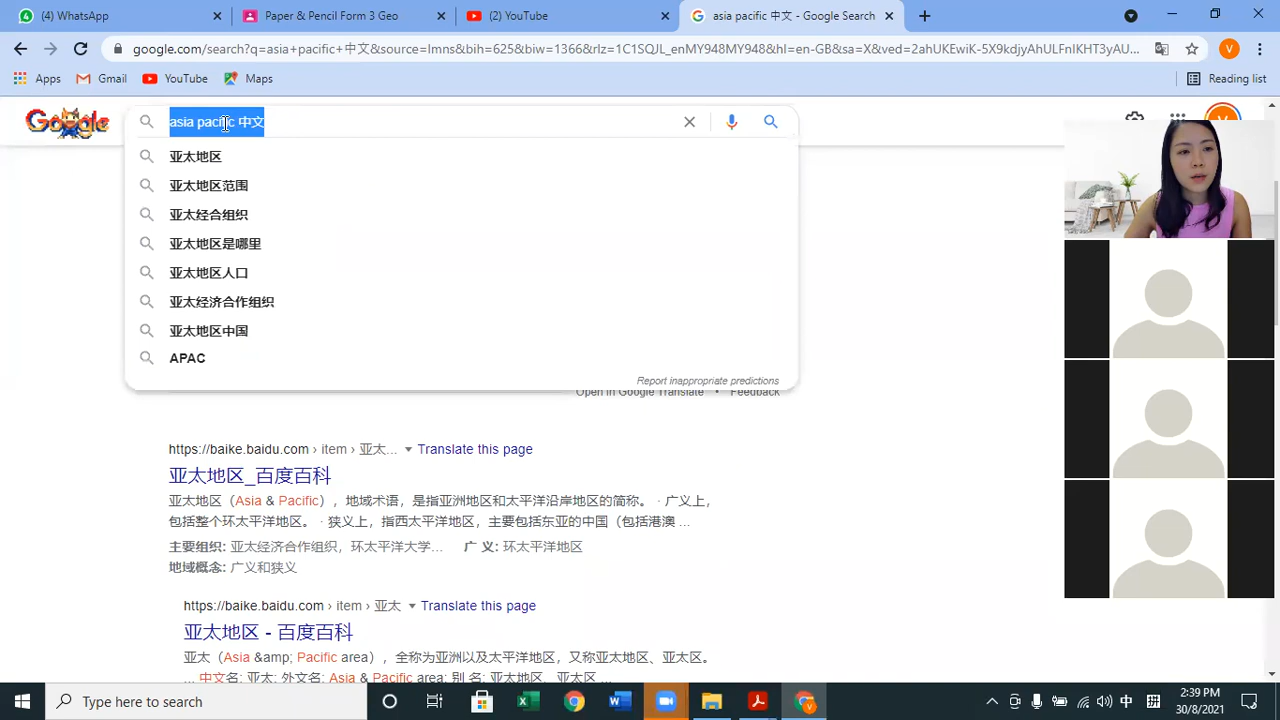 4
(4) WhatsApp
Passport Form 3 Geo
(2) YouTube
asia pacific 中文 - Google Search
google.com/search?q=asia+pacific+中文&source=lmns&bih=625&biw=1366&rlz=1C1SQJL_enMY948MY948&hl=en-GB&sa=X&ved=2ahUKEwiK-5X9kdjyAhULFnIKHT3yAU...
V
Apps
Gmail
YouTube
Maps
Reading list
Google
asia pacific 中文
亚太地区
亚太地区范围
亚太经合组织
亚太地区是哪里
亚太地区人口
亚太经济合作组织
亚太地区中国
APAC
Report inappropriate predictions
Open in Google Translate • Feedback
https://baike.baidu.com › item › 亚太... Translate this page
亚太地区_百度百科
亚太地区（Asia & Pacific），地域术语，是指亚洲地区和太平洋沿岸地区的简称。 · 广义上，
包括整个环太平洋地区。 · 狭义上，指西太平洋地区，主要包括东亚的中国（包括港澳 ...
主要组织: 亚太经济合作组织，环太平洋大学... 广 义: 环太平洋地区
地域概念: 广义和狭义
https://baike.baidu.com › item › 亚太 Translate this page
亚太地区 - 百度百科
亚太（Asia &amp; Pacific area），全称为亚洲以及太平洋地区，又称亚太地区、亚太区。
... 中文名: 亚太; 外文名: Asia & Pacific area; 别 名: 亚太地区、亚太区 ...
Type here to search
中
拼
2:39 PM
30/8/2021